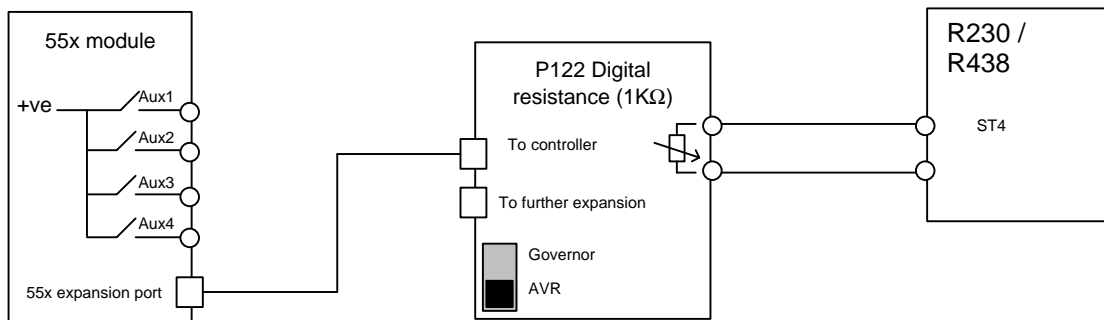 55x module
+ve
Aux1
Aux2
Aux3
Aux4
55x expansion port
P122 Digital
resistance (1KΩ)
To controller
To further expansion
Governor
AVR
R230 /
R438
ST4